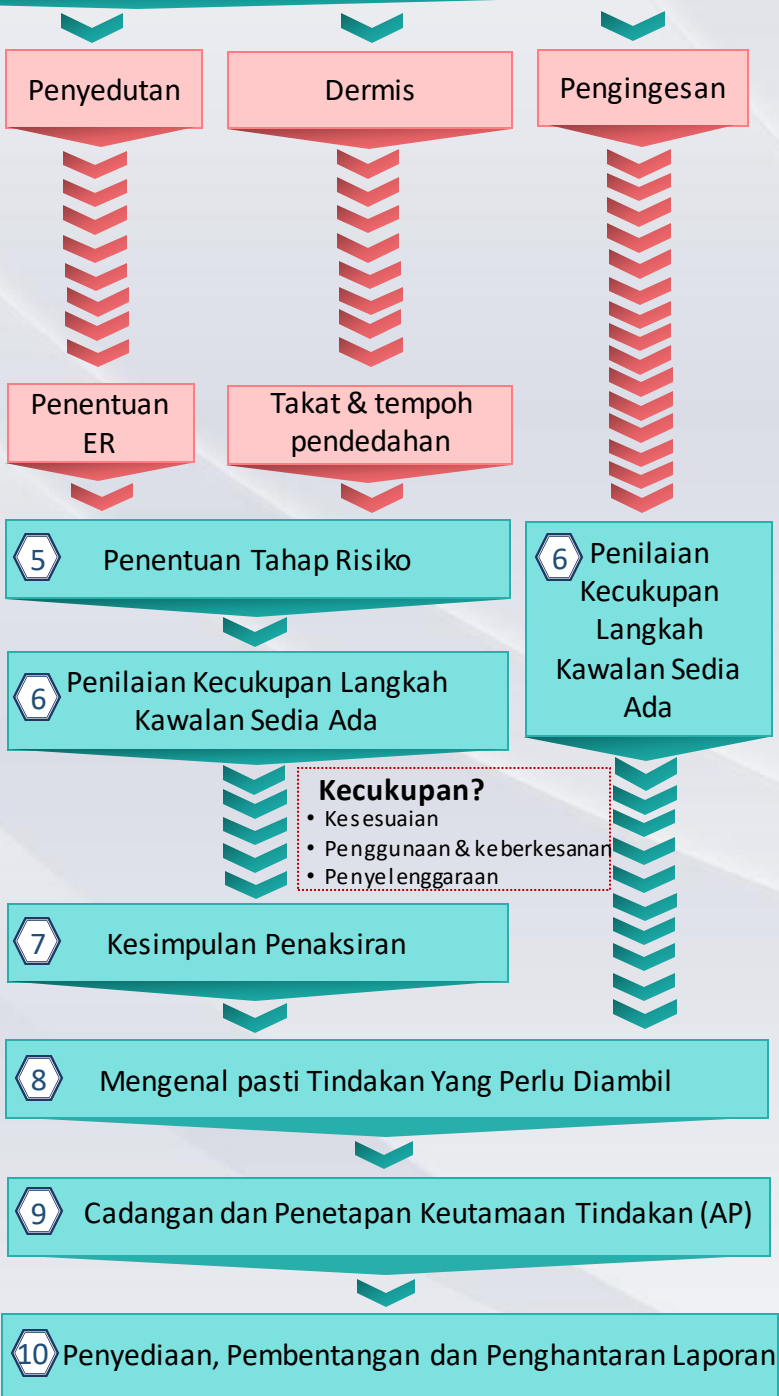 Penyedutan
Dermis
Pengingesan
Penentuan
ER
Takat & tempoh
pendedahan
5
Penentuan Tahap Risiko
6
Penilaian
Kecukupan
Langkah
Kawalan Sedia
Ada
6
Penilaian Kecukupan Langkah
Kawalan Sedia Ada
Kecukupan?
• Kesesuaian
• Penggunaan & keberkesanan
• Penyelenggaraan
7
Kesimpulan Penaksiran
8
Mengenal pasti Tindakan Yang Perlu Diambil
9
Cadangan dan Penetapan Keutamaan Tindakan (AP)
10
Penyediaan, Pembentangan dan Penghantaran Laporan